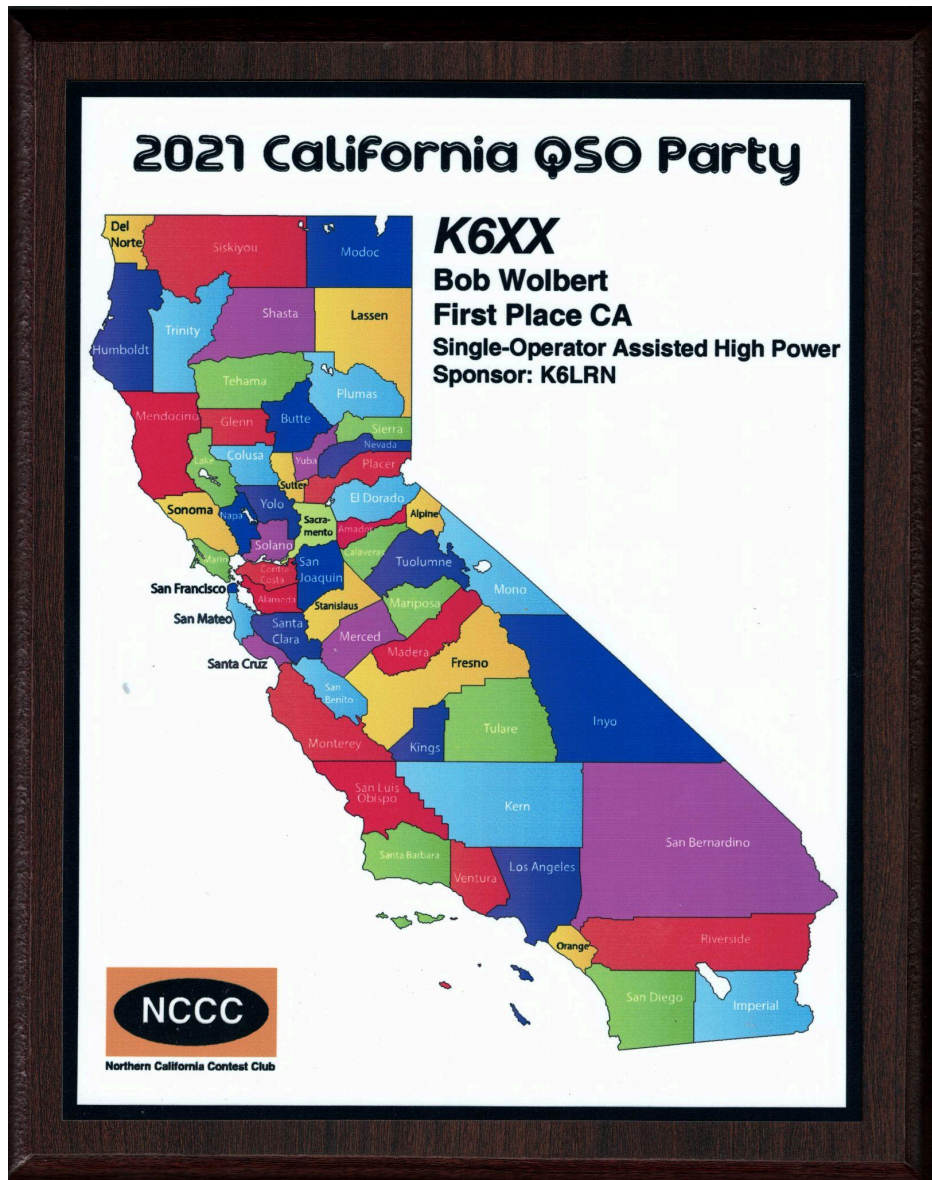 2021 California QSO Party
K6XX
Bob Wolbert
First Place CA
Single-Operator Assisted High Power
Sponsor: K6LRN
Del
Norte
Siskiyou
Modoc
Humboldt
Trinity
Shasta
Lassen
Tehama
Plumas
Mendocino
Glenn
Butte
Sierra
Lake
Colusa
Yuba
Nevada
Placer
Sutter
El Dorado
Sonoma
Napa
Yolo
Sacra-
mento
Amador
Alpine
Marin
Solano
Calaveras
Tuolumne
Mono
San Francisco
Contra
Costa
San
Joaquin
Alameda
San Mateo
Stanislaus
Mariposa
Santa
Clara
Merced
Madera
Santa Cruz
Fresno
San
Benito
Inyo
Monterey
Kings
Tulare
San Luis
Obispo
Kern
San Bernardino
Santa Barbara
Ventura
Los Angeles
Orange
Riverside
San Diego
Imperial
NCCC
Northern California Contest Club